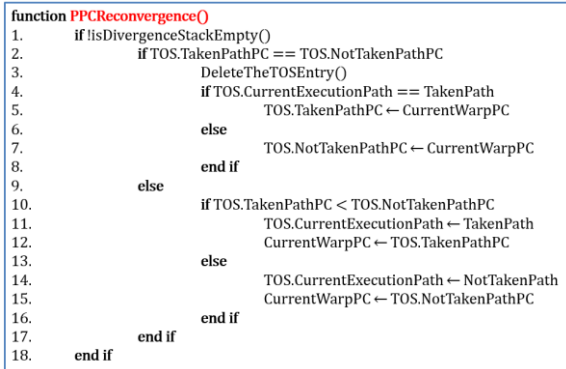 function PPCReconvergence()
1. if !isDivergenceStackEmpty()
2. if TOS.TakenPathPC == TOS.NotTakenPathPC
3. DeleteTheTOSEntry()
4. if TOS.CurrentExecutionPath == TakenPath
5. TOS.TakenPathPC ← CurrentWarpPC
6. else
7. TOS.NotTakenPathPC ← CurrentWarpPC
8. end if
9. else
10. if TOS.TakenPathPC < TOS.NotTakenPathPC
11. TOS.CurrentExecutionPath ← TakenPath
12. CurrentWarpPC ← TOS.TakenPathPC
13. else
14. TOS.CurrentExecutionPath ← NotTakenPath
15. CurrentWarpPC ← TOS.NotTakenPathPC
16. end if
17. end if
18. end if